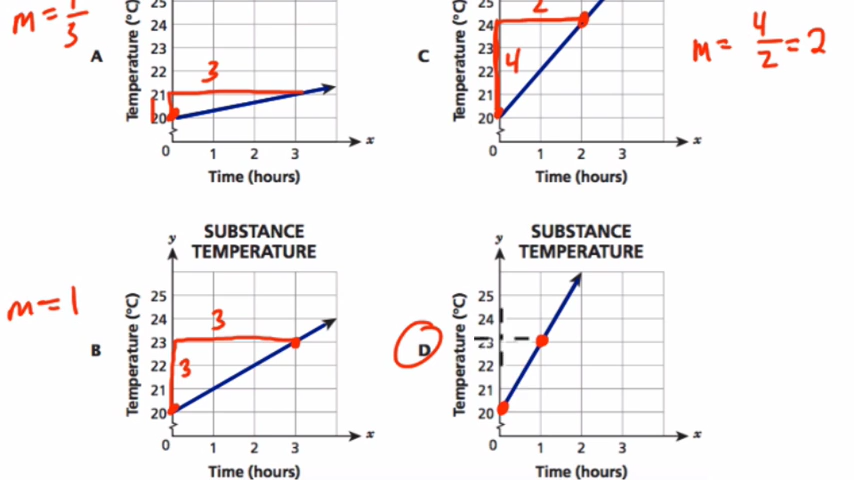 m = 1/3
A
Temperature (°C)
25
24
23
22
21
20
0
1
2
3
x
Time (hours)
3
1
C
Temperature (°C)
25
24
23
22
21
20
0
1
2
3
x
Time (hours)
2
4
m = 4/2 = 2
SUBSTANCE
TEMPERATURE
m = 1
B
y
Temperature (°C)
25
24
23
22
21
20
0
1
2
3
x
Time (hours)
3
3
SUBSTANCE
TEMPERATURE
D
y
Temperature (°C)
25
24
23
22
21
20
0
1
2
3
x
Time (hours)